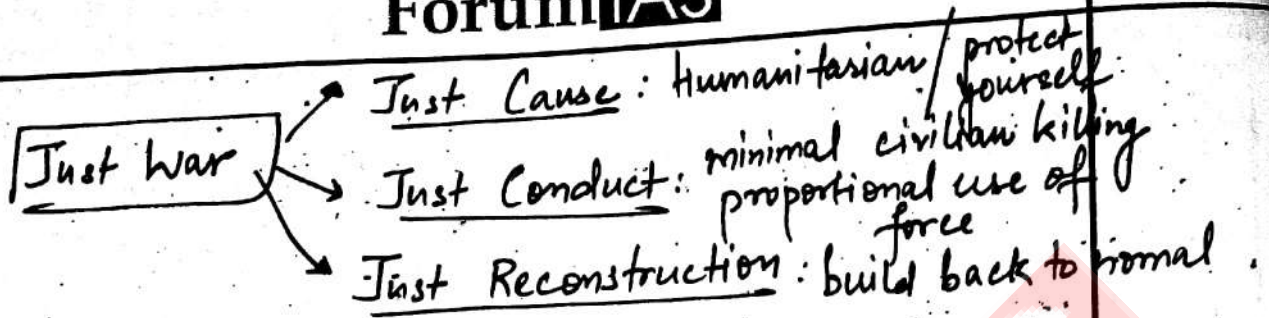 ForumIAS
Just Cause : Humanitarian / protect yourself.
Just War
Just Conduct : minimal civilian killing
proportional use of force
Just Reconstruction : build back to normal.